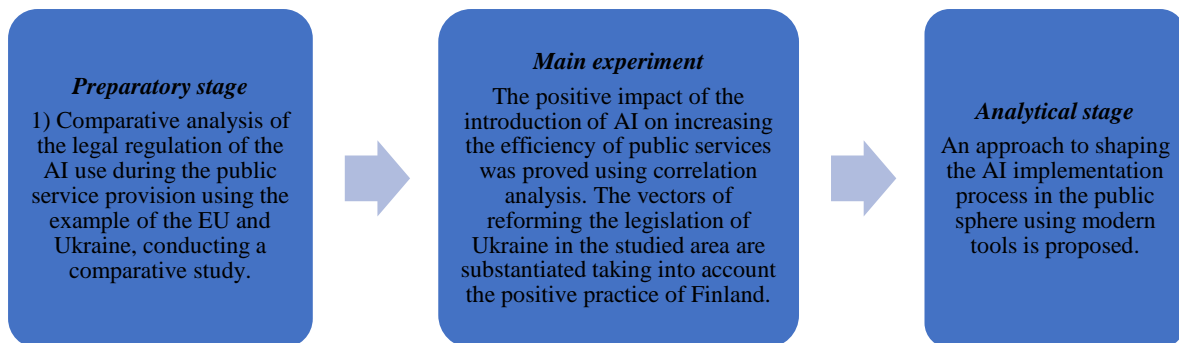 Preparatory stage
1) Comparative analysis of
the legal regulation of the
AI use during the public
service provision using the
example of the EU and
Ukraine, conducting a
comparative study.
Main experiment
The positive impact of the
introduction of AI on increasing
the efficiency of public services
was proved using correlation
analysis. The vectors of
reforming the legislation of
Ukraine in the studied area are
substantiated taking into account
the positive practice of Finland.
Analytical stage
An approach to shaping
the AI implementation
process in the public
sphere using modern
tools is proposed.